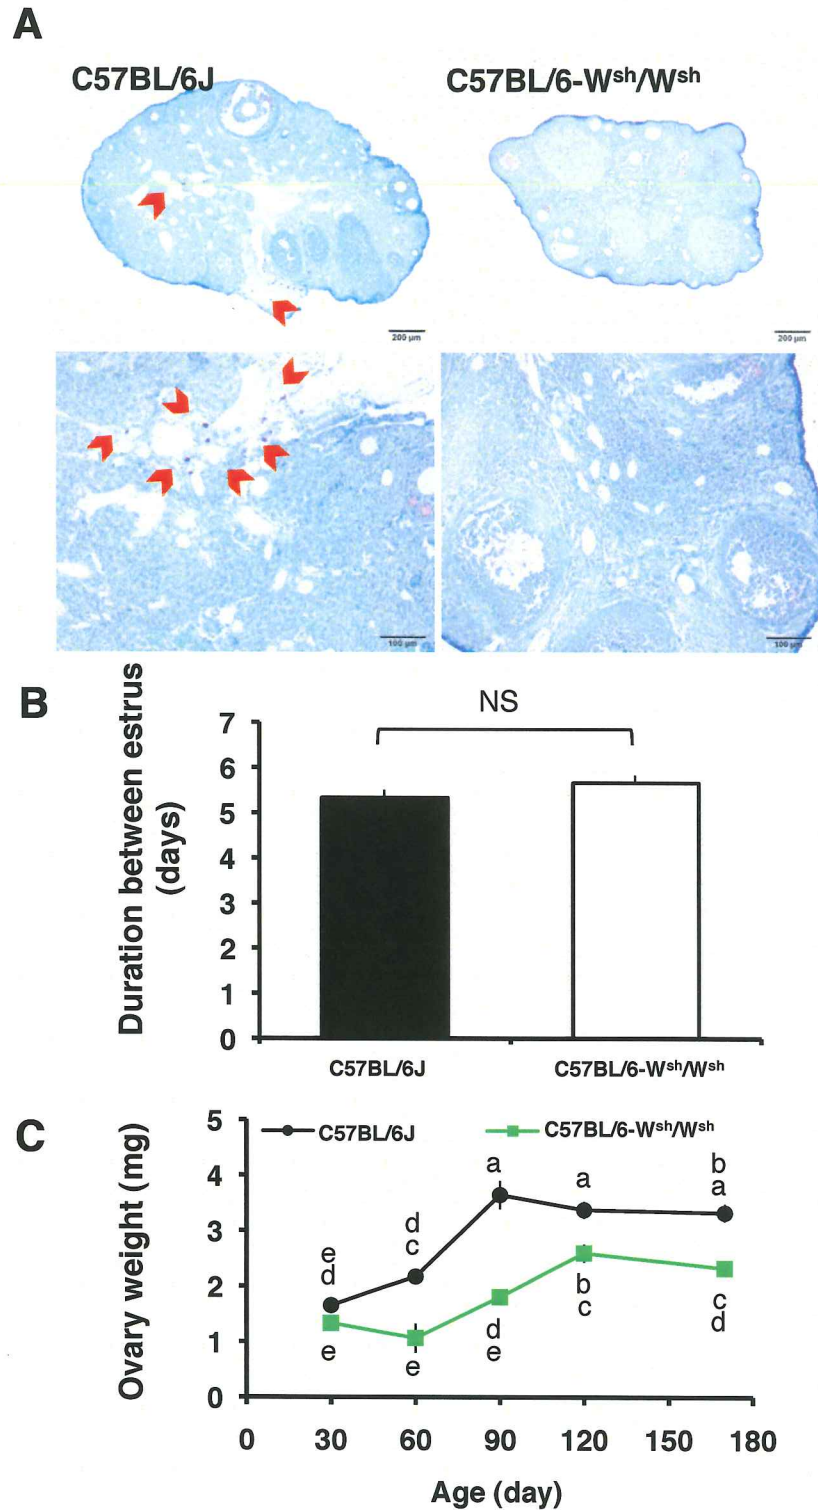 A
C57BL/6J
C57BL/6-Wsh/Wsh
200 µm
200 µm
100 µm
100 µm
B
Duration between estrus
(days)
NS
7
6
5
4
3
2
1
0
C57BL/6J
C57BL/6-Wsh/Wsh
C
Ovary weight (mg)
C57BL/6J
C57BL/6-Wsh/Wsh
5
4
3
2
1
0
e
d
d
c
a
a
b
a
e
e
d
e
b
c
c
d
0
30
60
90
120
150
180
Age (day)